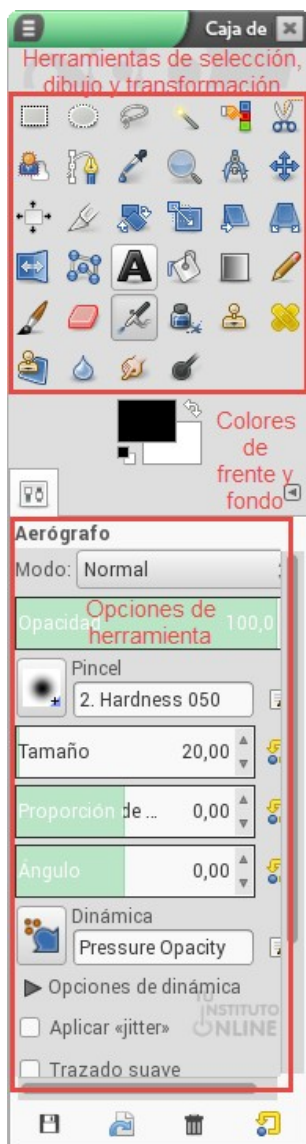 Caja de
Herramientas de selección,
dibujo y transformación
Colores
de
frente y
fondo
Aerógrafo
Modo: Normal
Opacidad 100,0
Opciones de
herramienta
Pincel
2. Hardness 050
Tamaño 20,00
Proporción de ... 0,00
Ángulo 0,00
Dinámica
Pressure Opacity
Opciones de dinámica
TU
INSTITUTO
ONLINE
Aplicar «jitter»
Trazado suave